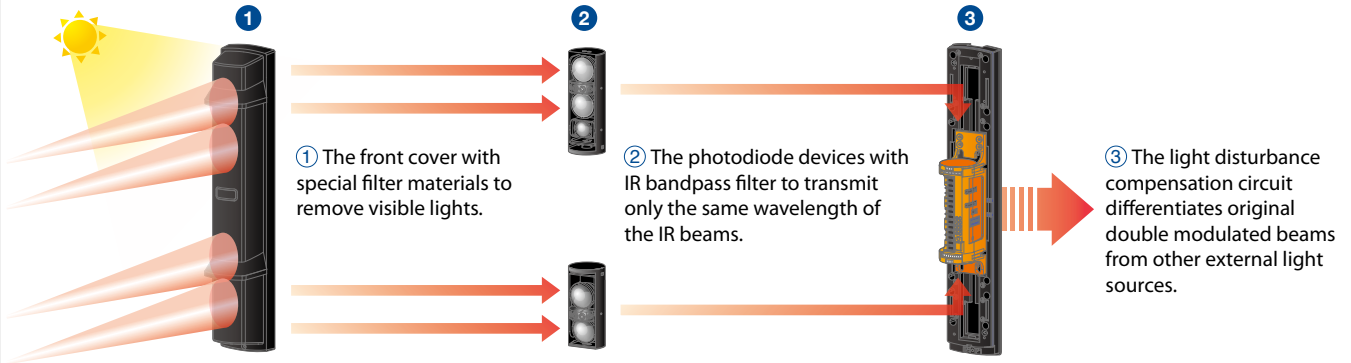 1
2
3
① The front cover with
special filter materials to
remove visible lights.
② The photodiode devices with
IR bandpass filter to transmit
only the same wavelength of
the IR beams.
③ The light disturbance
compensation circuit
differentiates original
double modulated beams
from other external light
sources.